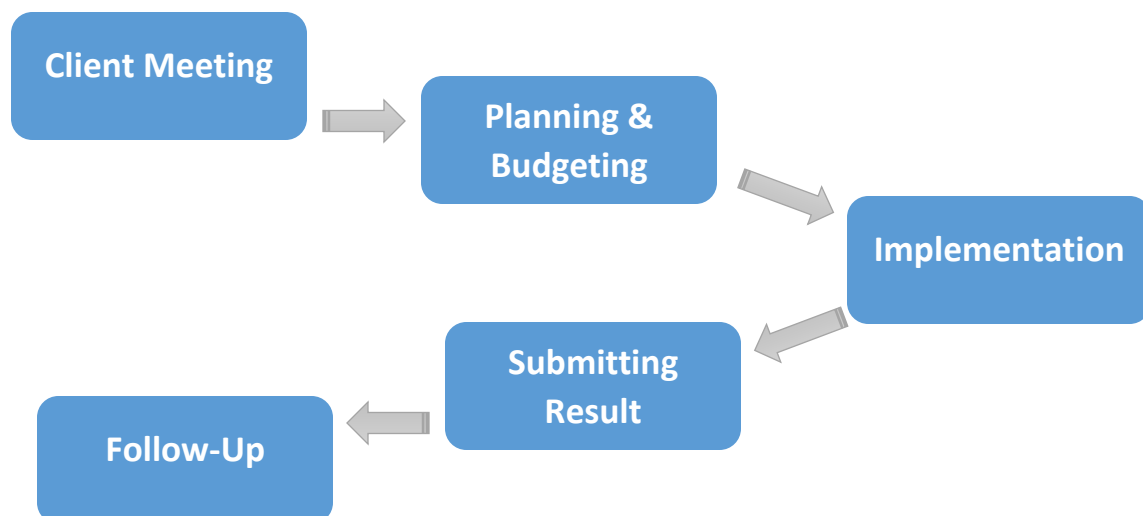 Client Meeting
Planning &
Budgeting
Implementation
Submitting
Result
Follow-Up